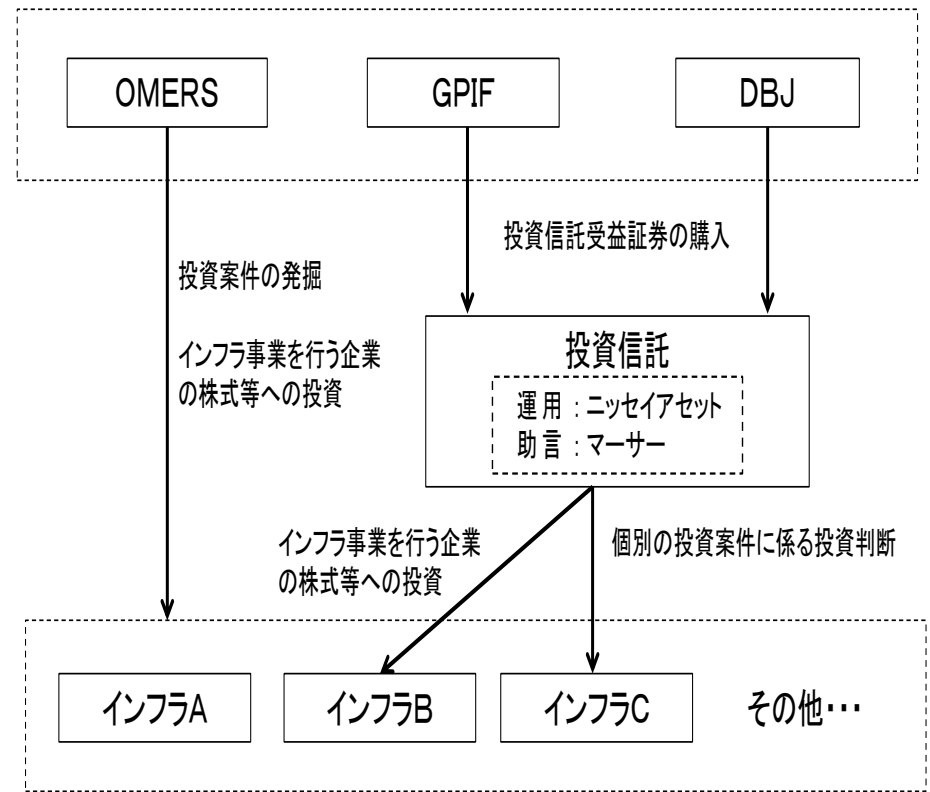 OMERS
GPIF
DBJ
投資信託受益証券の購入
投資案件の発掘
インフラ事業を行う企業
の株式等への投資
投資信託
運用：ニッセイアセット
助言：マーサー
インフラ事業を行う企業
の株式等への投資
個別の投資案件に係る投資判断
インフラA
インフラB
インフラC
その他･･･